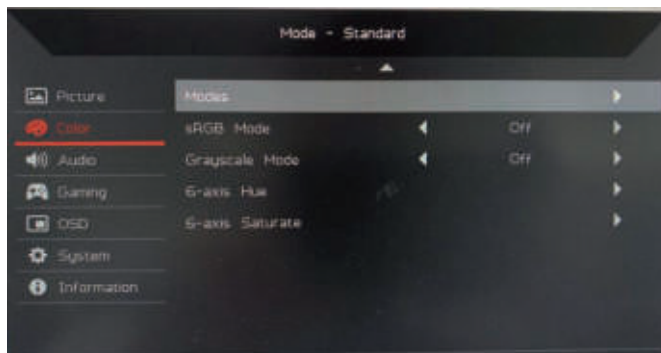 Mode - Standard
Picture
Modes
Color
sRGB Mode Off
Audio
Grayscale Mode Off
Gaming
6-axis Hue
OSD
6-axis Saturate
System
Information